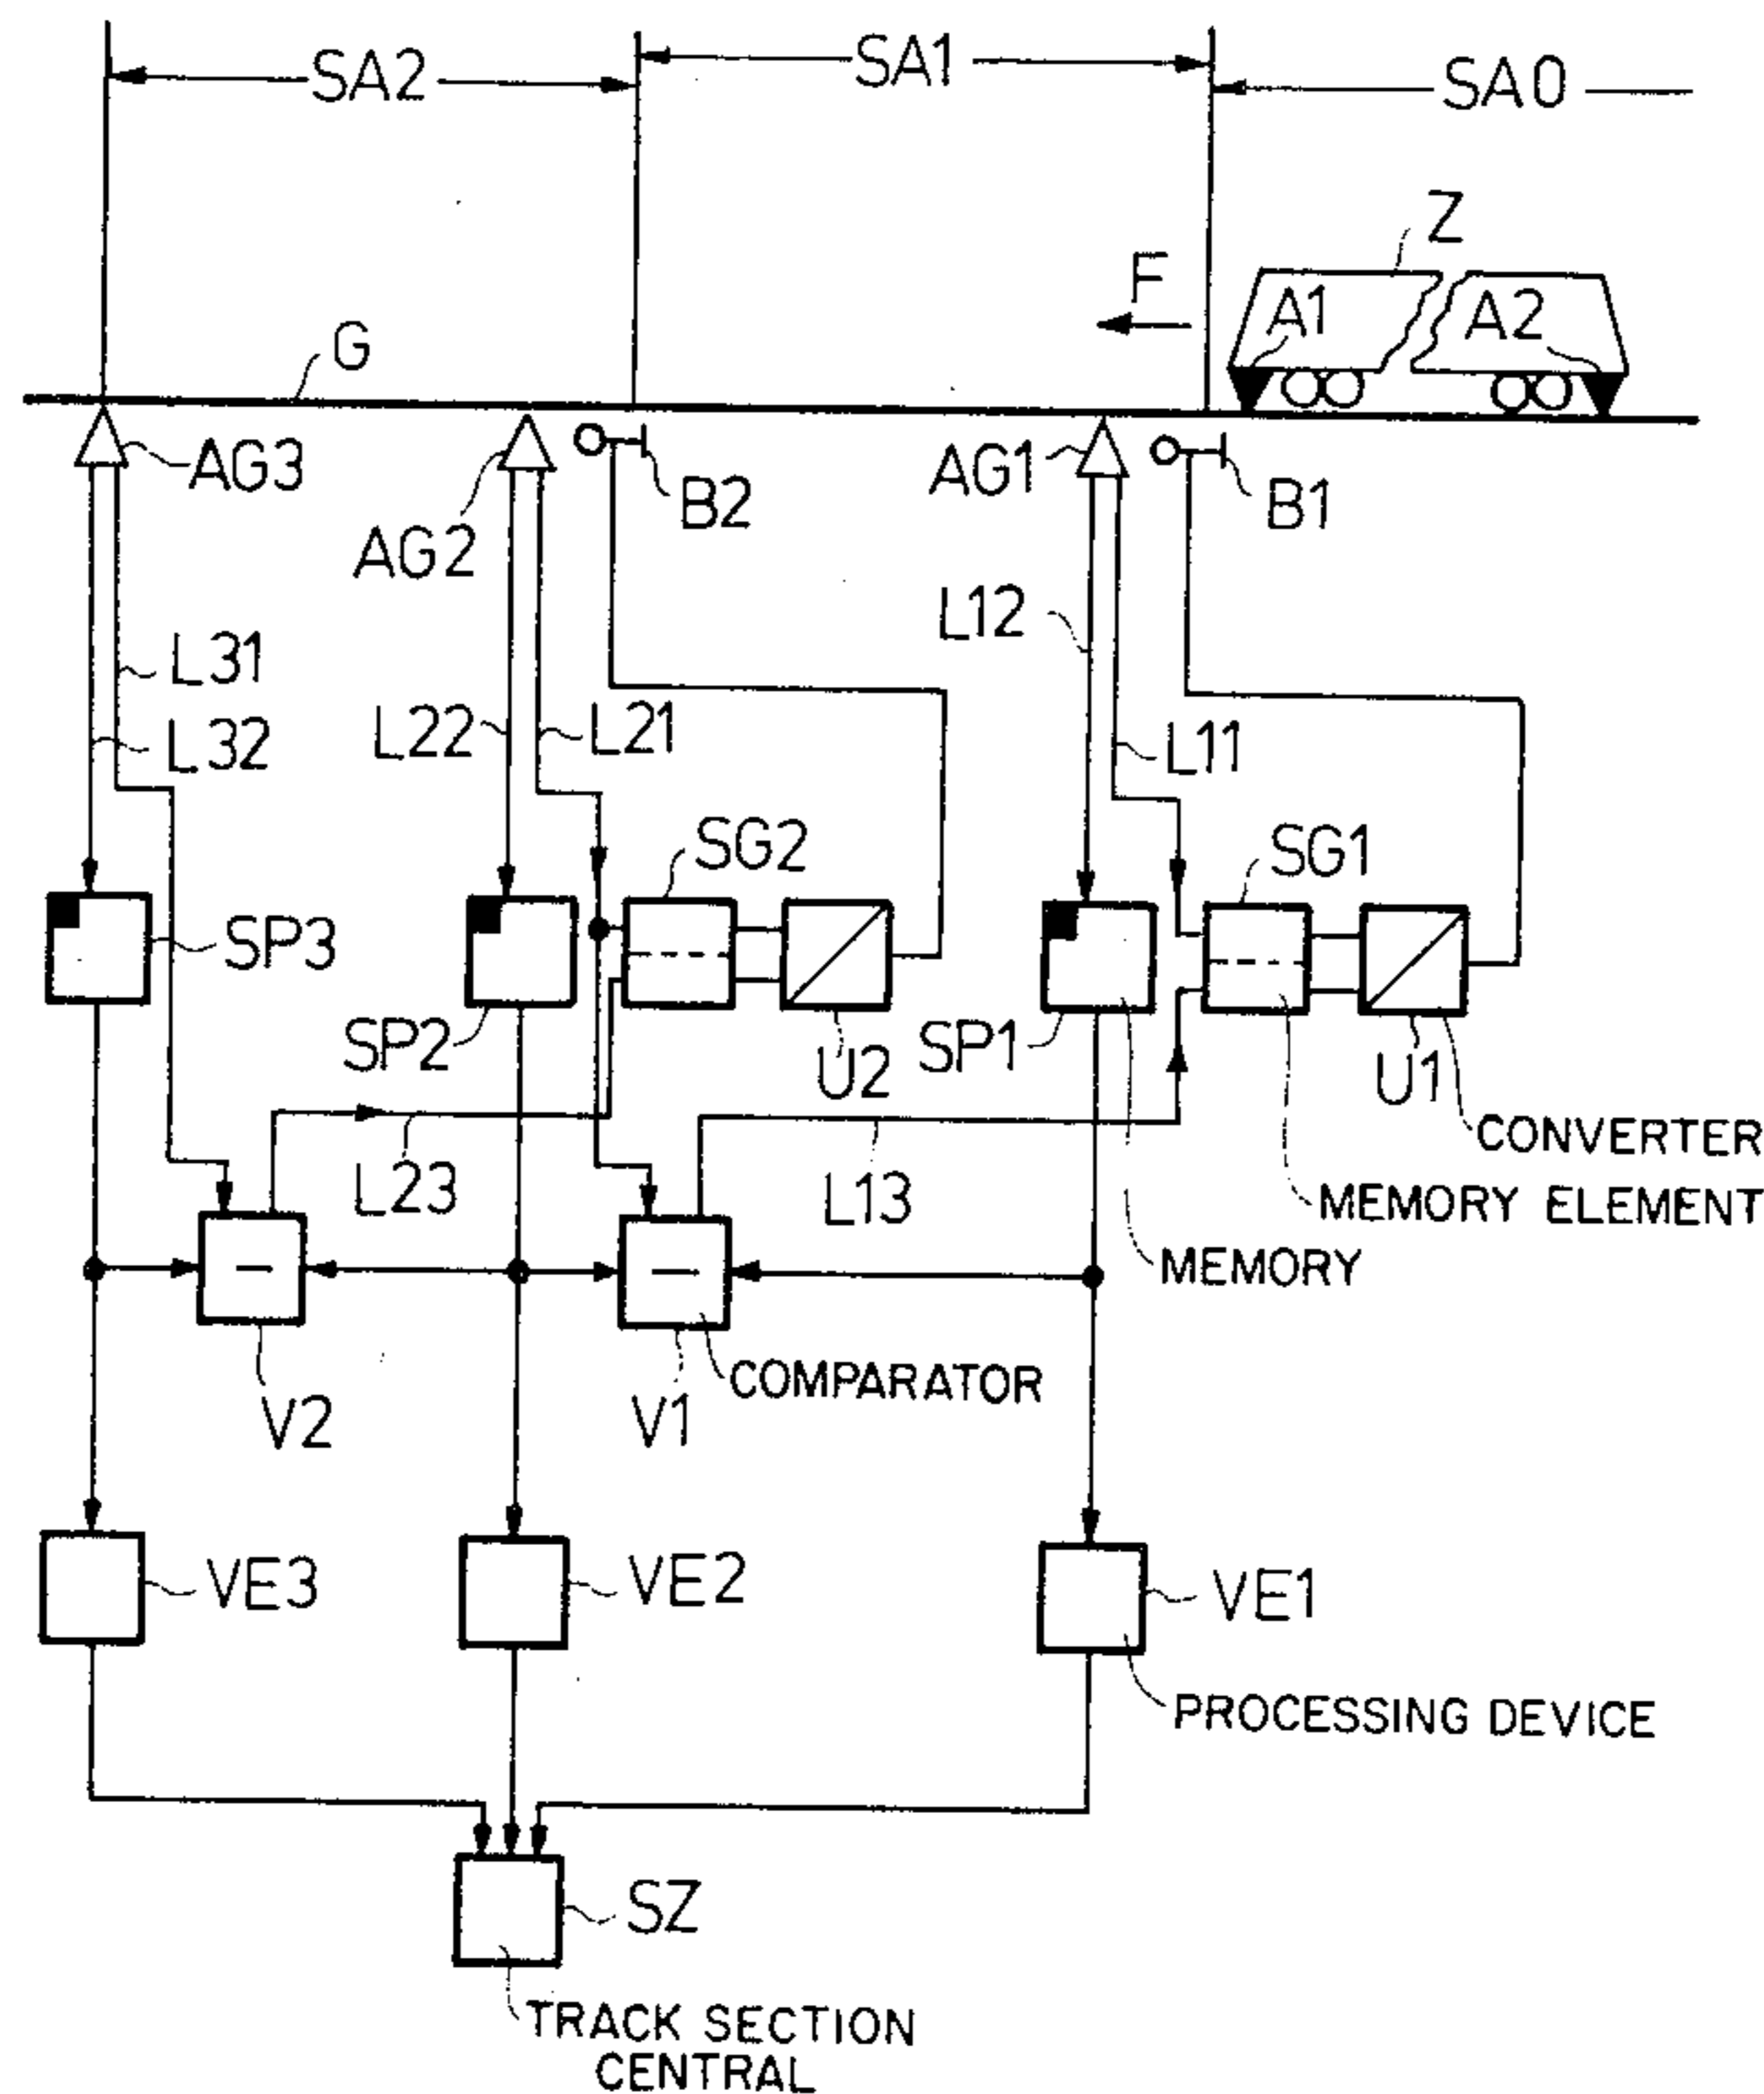 SA2
SA1
SA0
Z
F
A1
A2
G
AG3
AG2
B2
AG1
B1
L12
L31
L32
L22
L21
L11
SG2
SG1
SP3
SP2
U2
SP1
U1
CONVERTER
L23
L13
MEMORY ELEMENT
MEMORY
V2
V1
COMPARATOR
VE3
VE2
VE1
PROCESSING DEVICE
SZ
TRACK SECTION
CENTRAL